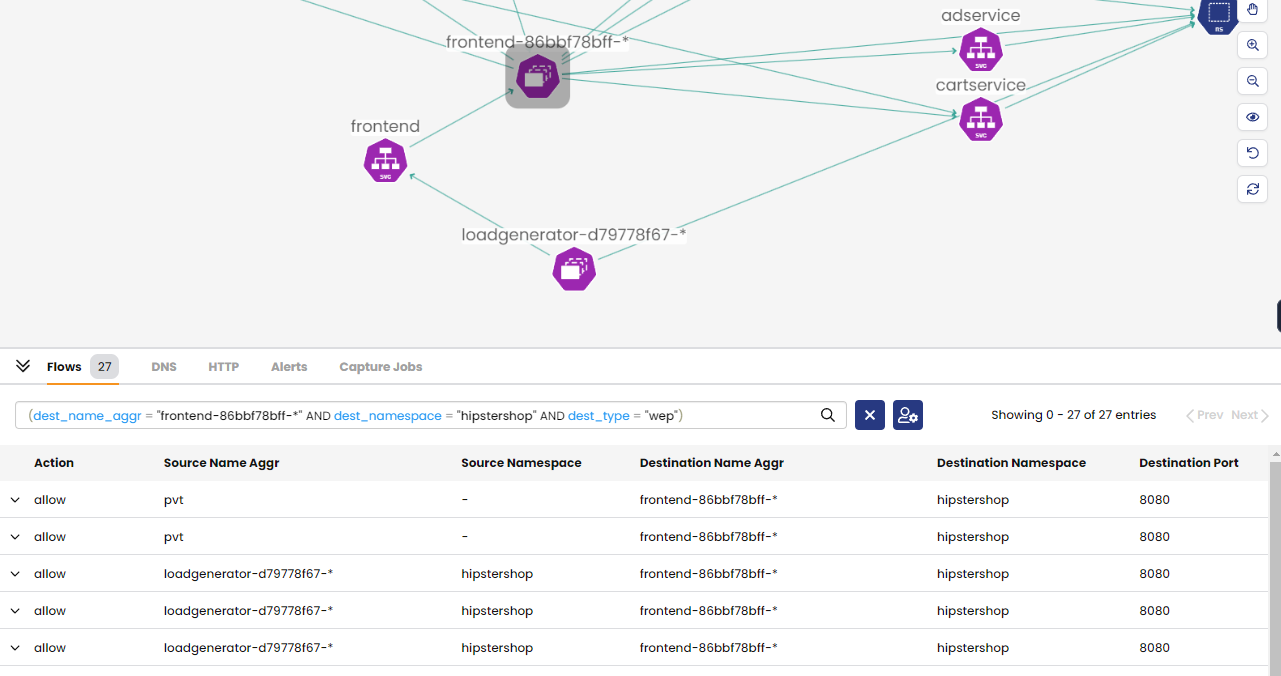 adservice
NS
frontend-86bbf78bff-*
SVC
cartservice
SVC
frontend
SVC
loadgenerator-d79778f67-*
Flows 27 DNS HTTP Alerts Capture Jobs
(dest_name_aggr = "frontend-86bbf78bff-*" AND dest_namespace = "hipstershop" AND dest_type = "wep") Showing 0 - 27 of 27 entries Prev Next
Action Source Name Aggr Source Namespace Destination Name Aggr Destination Namespace Destination Port
allow pvt - frontend-86bbf78bff-* hipstershop 8080
allow pvt - frontend-86bbf78bff-* hipstershop 8080
allow loadgenerator-d79778f67-* hipstershop frontend-86bbf78bff-* hipstershop 8080
allow loadgenerator-d79778f67-* hipstershop frontend-86bbf78bff-* hipstershop 8080
allow loadgenerator-d79778f67-* hipstershop frontend-86bbf78bff-* hipstershop 8080